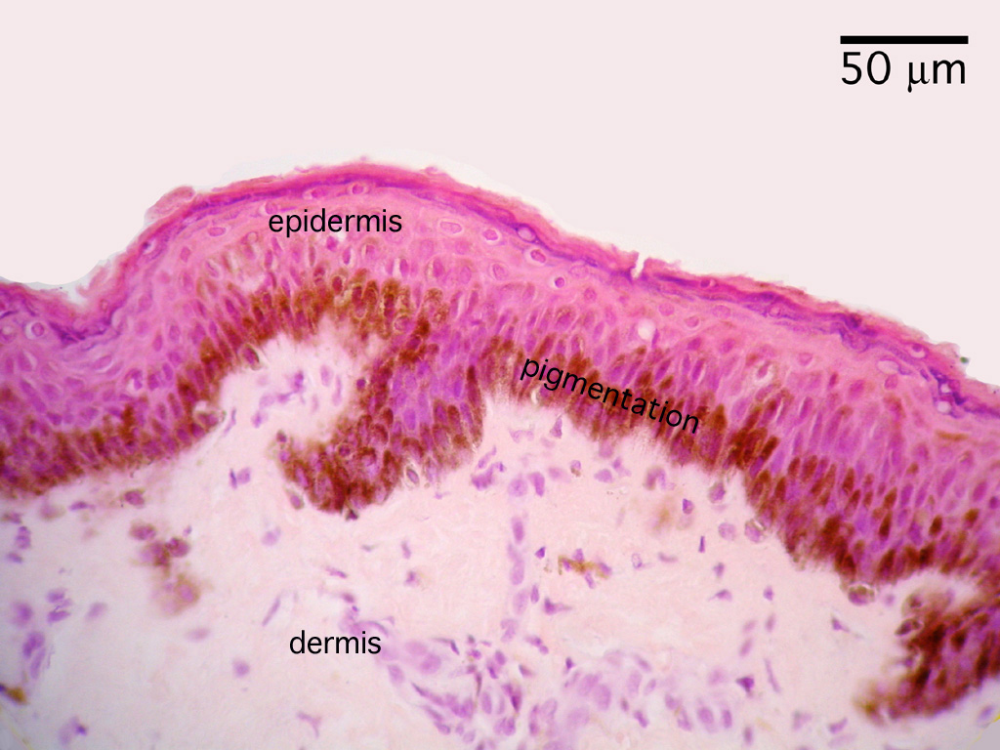 50 μm
epidermis
pigmentation
dermis